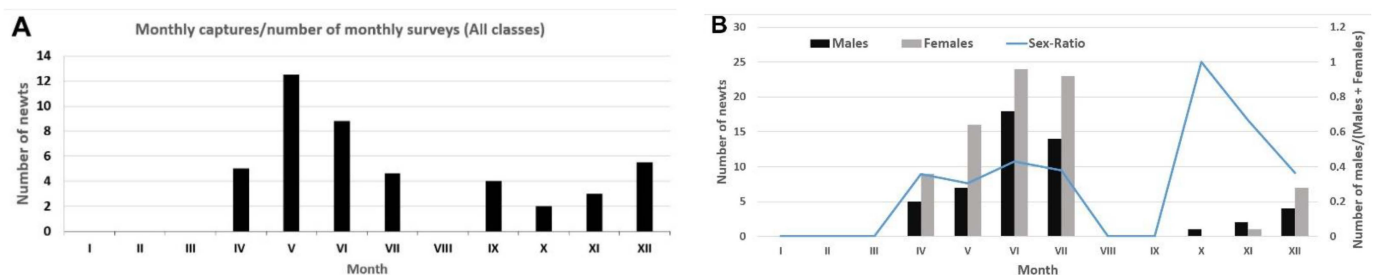 A
Monthly captures/number of monthly surveys (All classes)
Number of newts
14
12
10
8
6
4
2
0
I II III IV V VI VII VIII IX X XI XII
Month
B
Males Females Sex-Ratio
Number of newts
30
25
20
15
10
5
0
1.2
1
0.8
0.6
0.4
0.2
0
Number of males/(Males + Females)
I II III IV V VI VII VIII IX X XI XII
Month